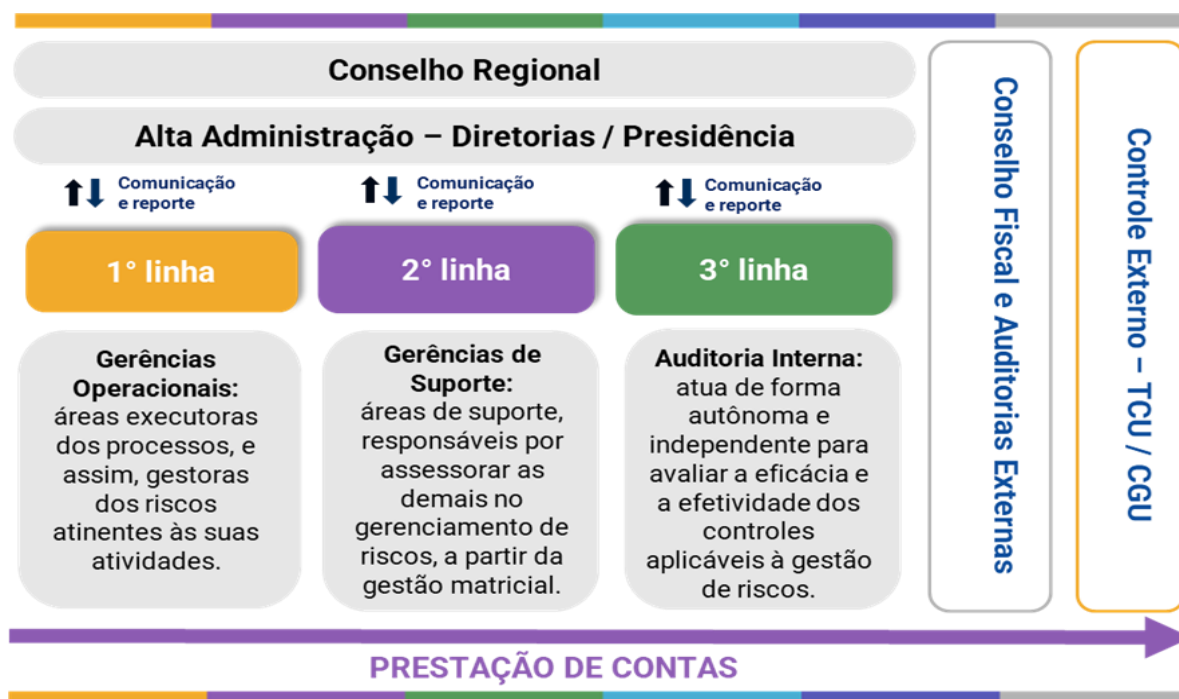 Conselho Regional
Alta Administração – Diretorias / Presidência
Comunicação
e reporte
Comunicação
e reporte
Comunicação
e reporte
1° linha
2° linha
3° linha
Gerências
Operacionais:
áreas executoras
dos processos, e
assim, gestoras
dos riscos
atinentes às suas
atividades.
Gerências de
Suporte:
áreas de suporte,
responsáveis por
assessorar as
demais no
gerenciamento de
riscos, a partir da
gestão matricial.
Auditoria Interna:
atua de forma
autônoma e
independente para
avaliar a eficácia e
a efetividade dos
controles
aplicáveis à gestão
de riscos.
Conselho Fiscal e Auditorias Externas
Controle Externo – TCU / CGU
PRESTAÇÃO DE CONTAS